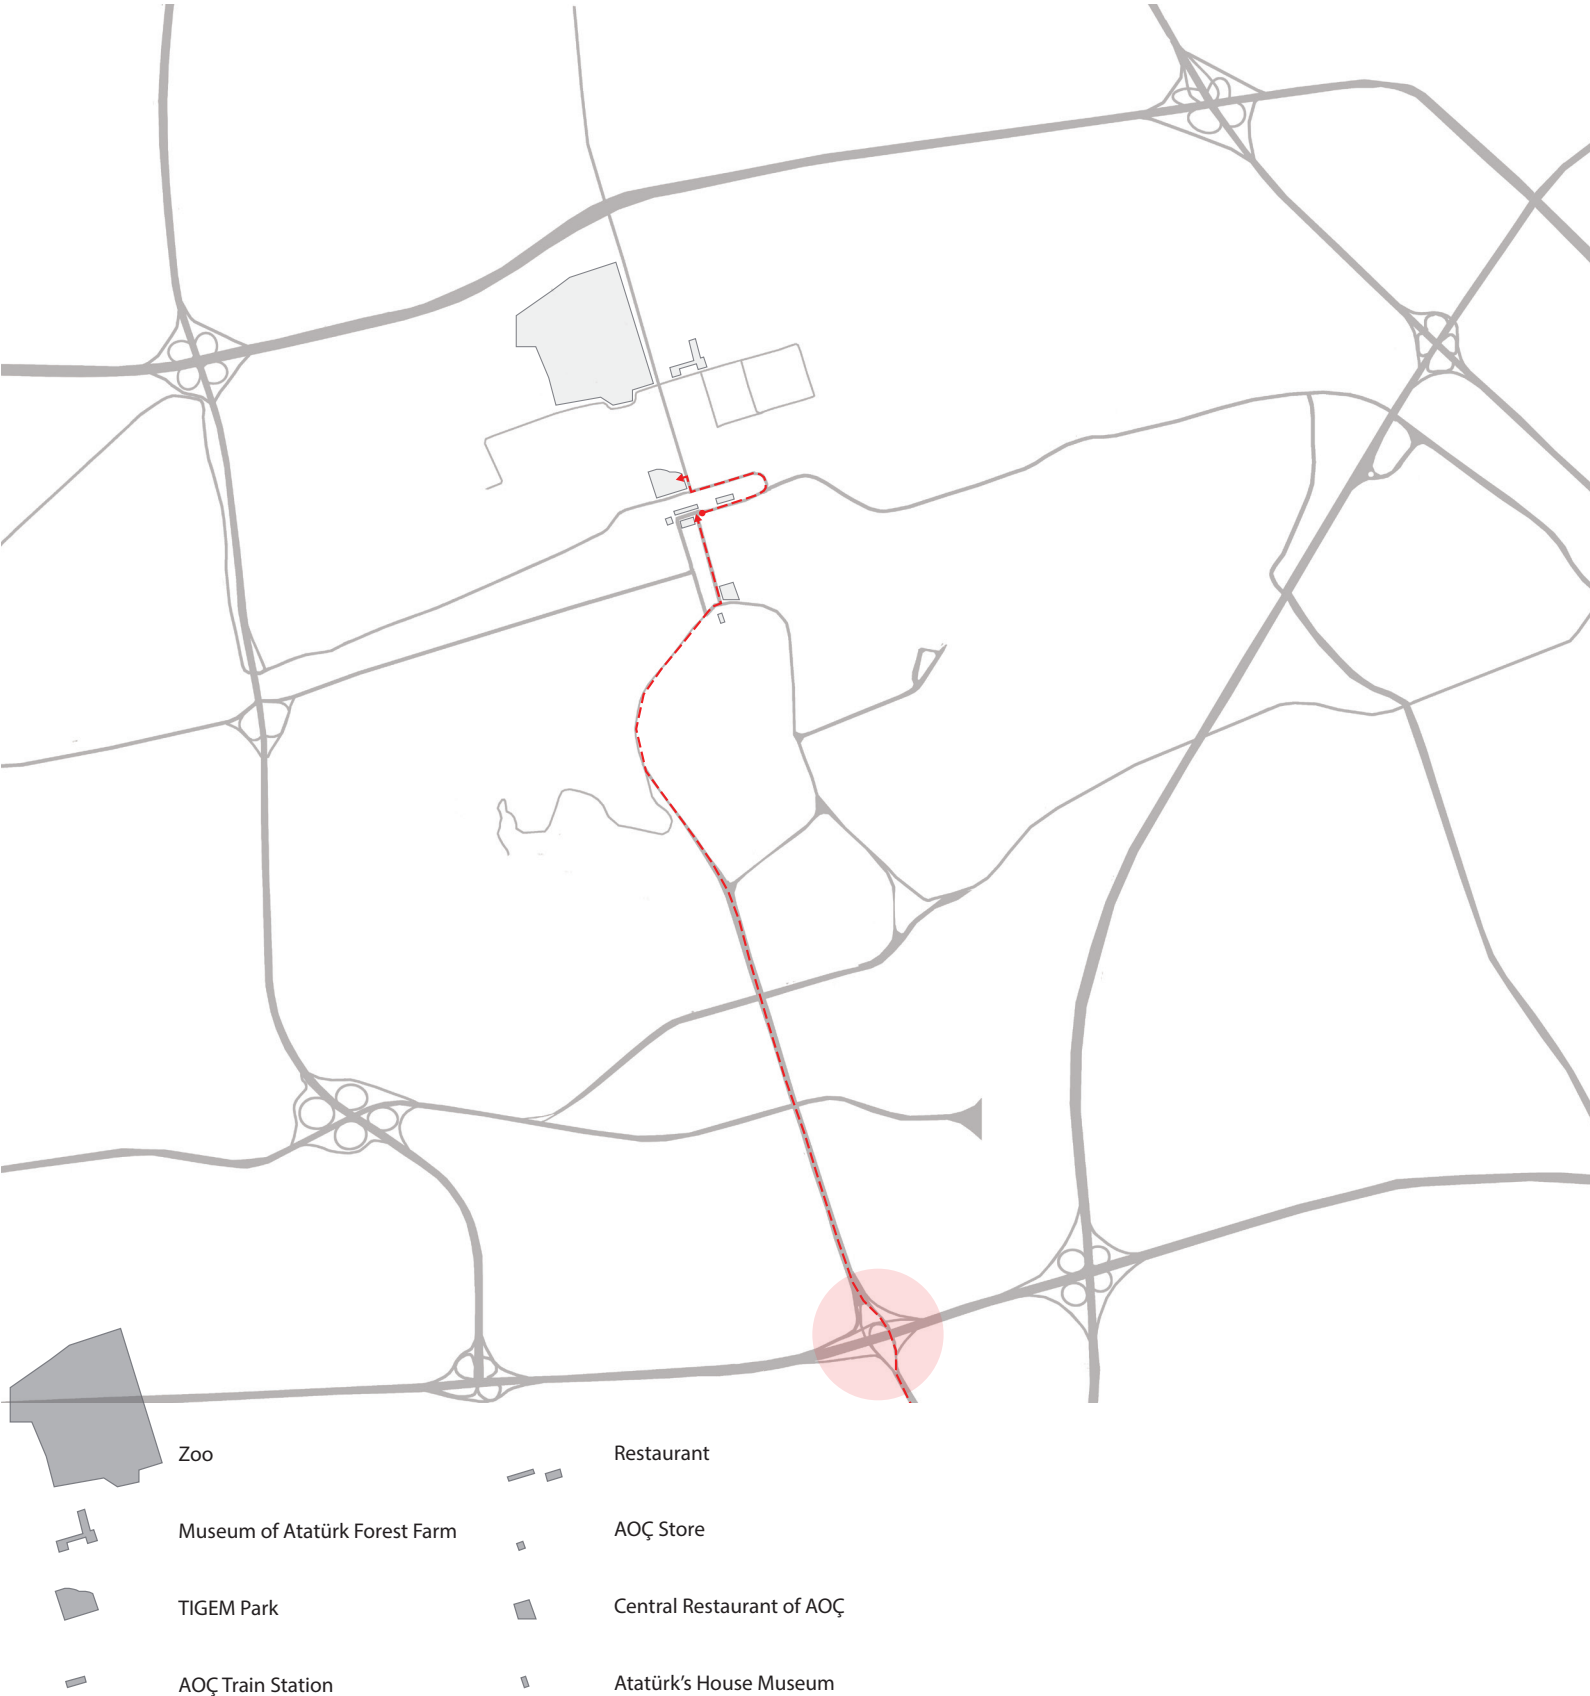 Zoo
Museum of Atatürk Forest Farm
TIGEM Park
AOÇ Train Station
Restaurant
AOÇ Store
Central Restaurant of AOÇ
Atatürk’s House Museum